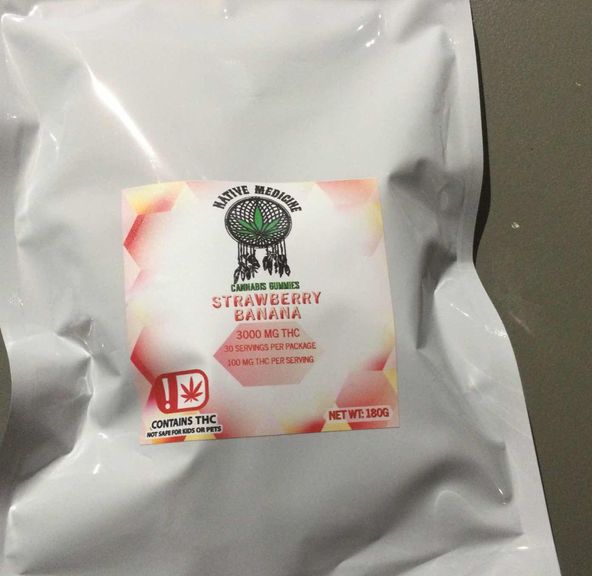 NATIVE MEDICINE
CANNABIS GUMMIES
STRAWBERRY
BANANA
3000 MG THC
30 SERVINGS PER PACKAGE
100 MG THC PER SERVING
!
CONTAINS THC
NOT SAFE FOR KIDS OR PETS
NET WT: 180G